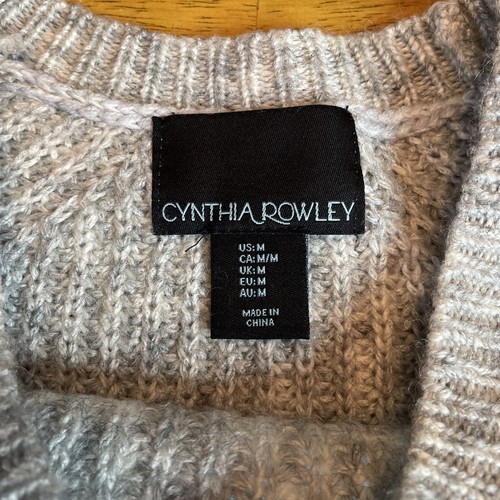 CYNTHIA ROWLEY
US: M
CA: M/M
UK: M
EU: M
AU: M
MADE IN
CHINA